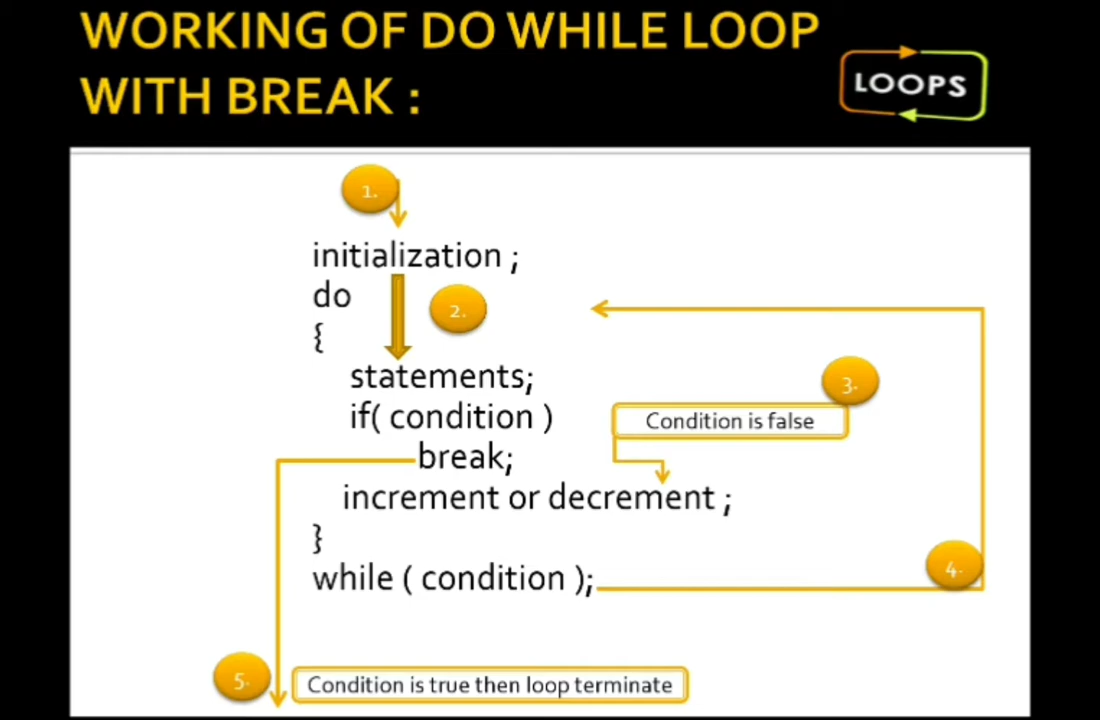 WORKING OF DO WHILE LOOP
WITH BREAK :
LOOPS
1.
initialization ;
do
2.
{
statements;
3.
if( condition )
Condition is false
break;
increment or decrement ;
}
4.
while ( condition );
5.
Condition is true then loop terminate